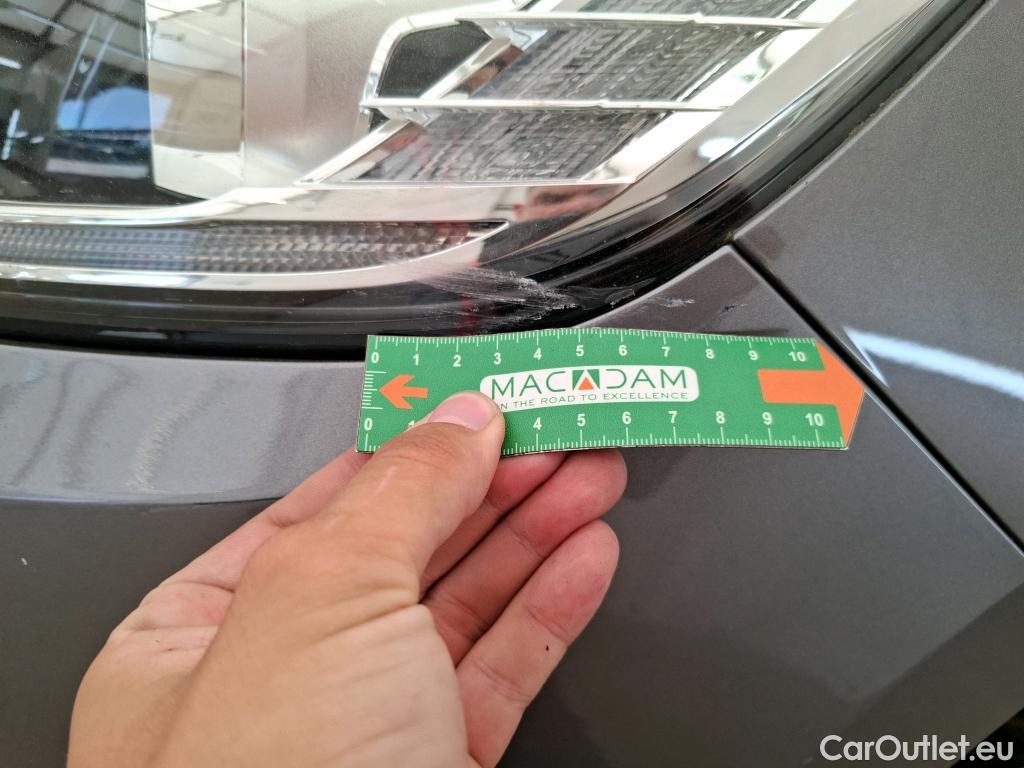 0 1 2 3 4 5 6 7 8 9 10
MACADAM
N THE ROAD TO EXCELLENCE
0 1 4 5 6 7 8 9 10
CarOutlet.eu